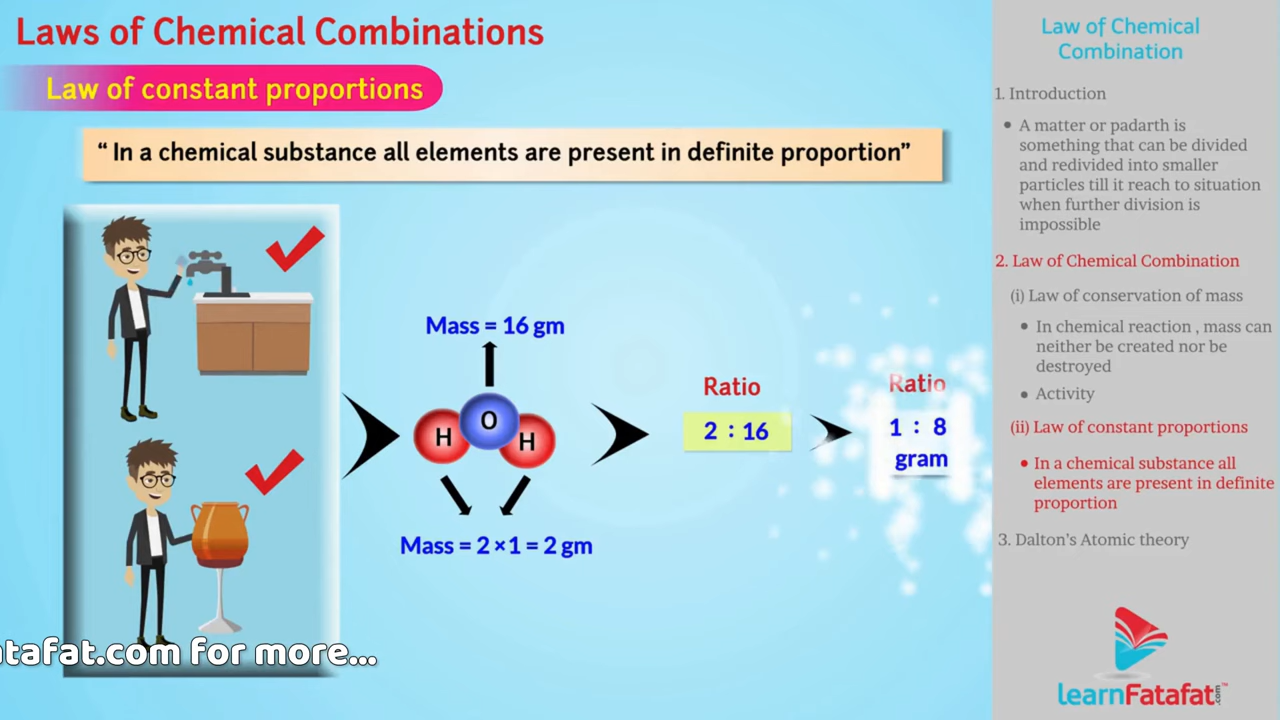 Laws of Chemical Combinations
Law of constant proportions
“ In a chemical substance all elements are present in definite proportion”
Mass = 16 gm
H
O
H
Mass = 2 ×1 = 2 gm
Ratio
2 : 16
Ratio
1 : 8
gram
atafat.com for more...
Law of Chemical
Combination
1. Introduction
• A matter or padarth is
something that can be divided
and redivided into smaller
particles till it reach to situation
when further division is
impossible
2. Law of Chemical Combination
(i) Law of conservation of mass
• In chemical reaction , mass can
neither be created nor be
destroyed
• Activity
(ii) Law of constant proportions
• In a chemical substance all
elements are present in definite
proportion
3. Dalton's Atomic theory
learnFatafat.com™